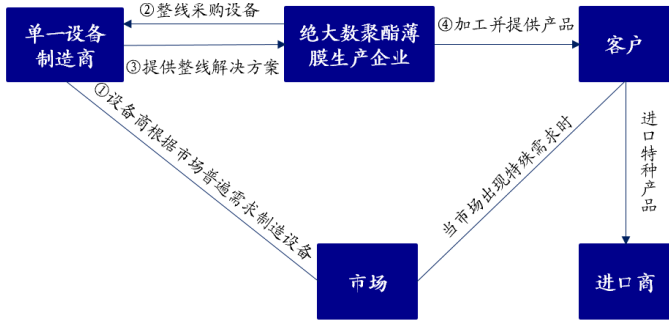 ②整线采购设备
单一设备
制造商
③提供整线解决方案
绝大数聚酯薄
膜生产企业
④加工并提供产品
客户
①设备商根据市场普遍需求制造设备
当市场出现特殊需求时
进口特种产品
市场
进口商